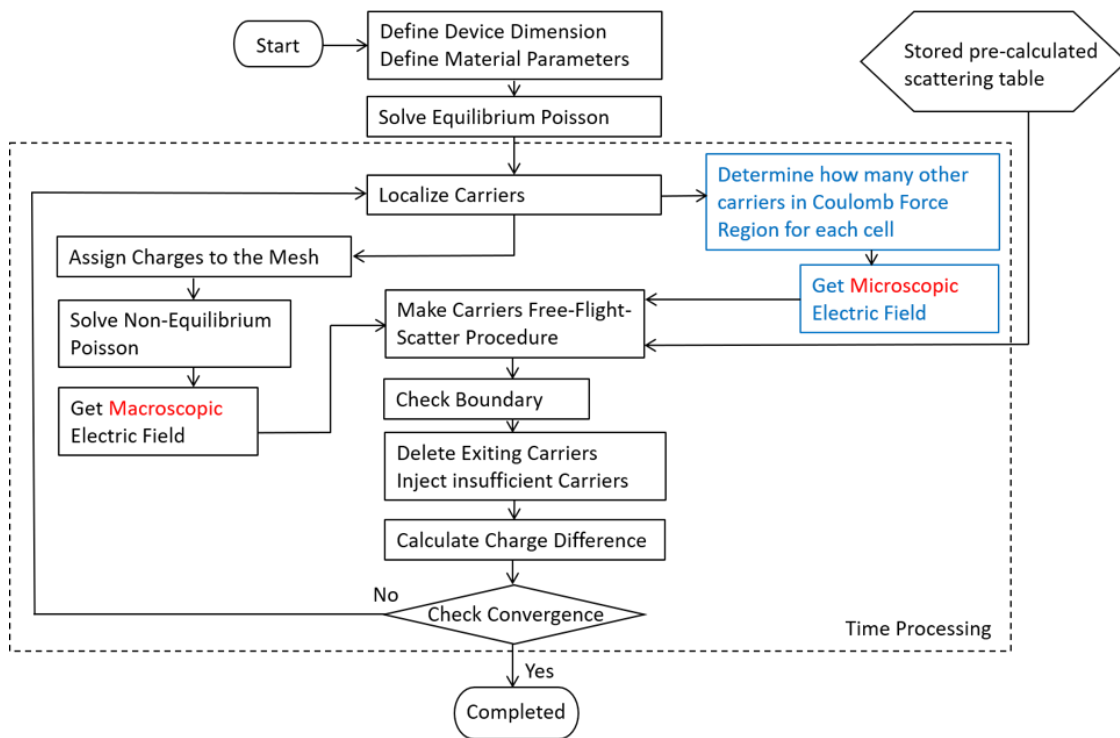 Start
Define Device Dimension
Define Material Parameters
Stored pre-calculated
scattering table
Solve Equilibrium Poisson
Localize Carriers
Determine how many other
carriers in Coulomb Force
Region for each cell
Assign Charges to the Mesh
Get Microscopic
Electric Field
Solve Non-Equilibrium
Poisson
Make Carriers Free-Flight-
Scatter Procedure
Get Macroscopic
Electric Field
Check Boundary
Delete Exiting Carriers
Inject insufficient Carriers
Calculate Charge Difference
No
Check Convergence
Time Processing
Yes
Completed